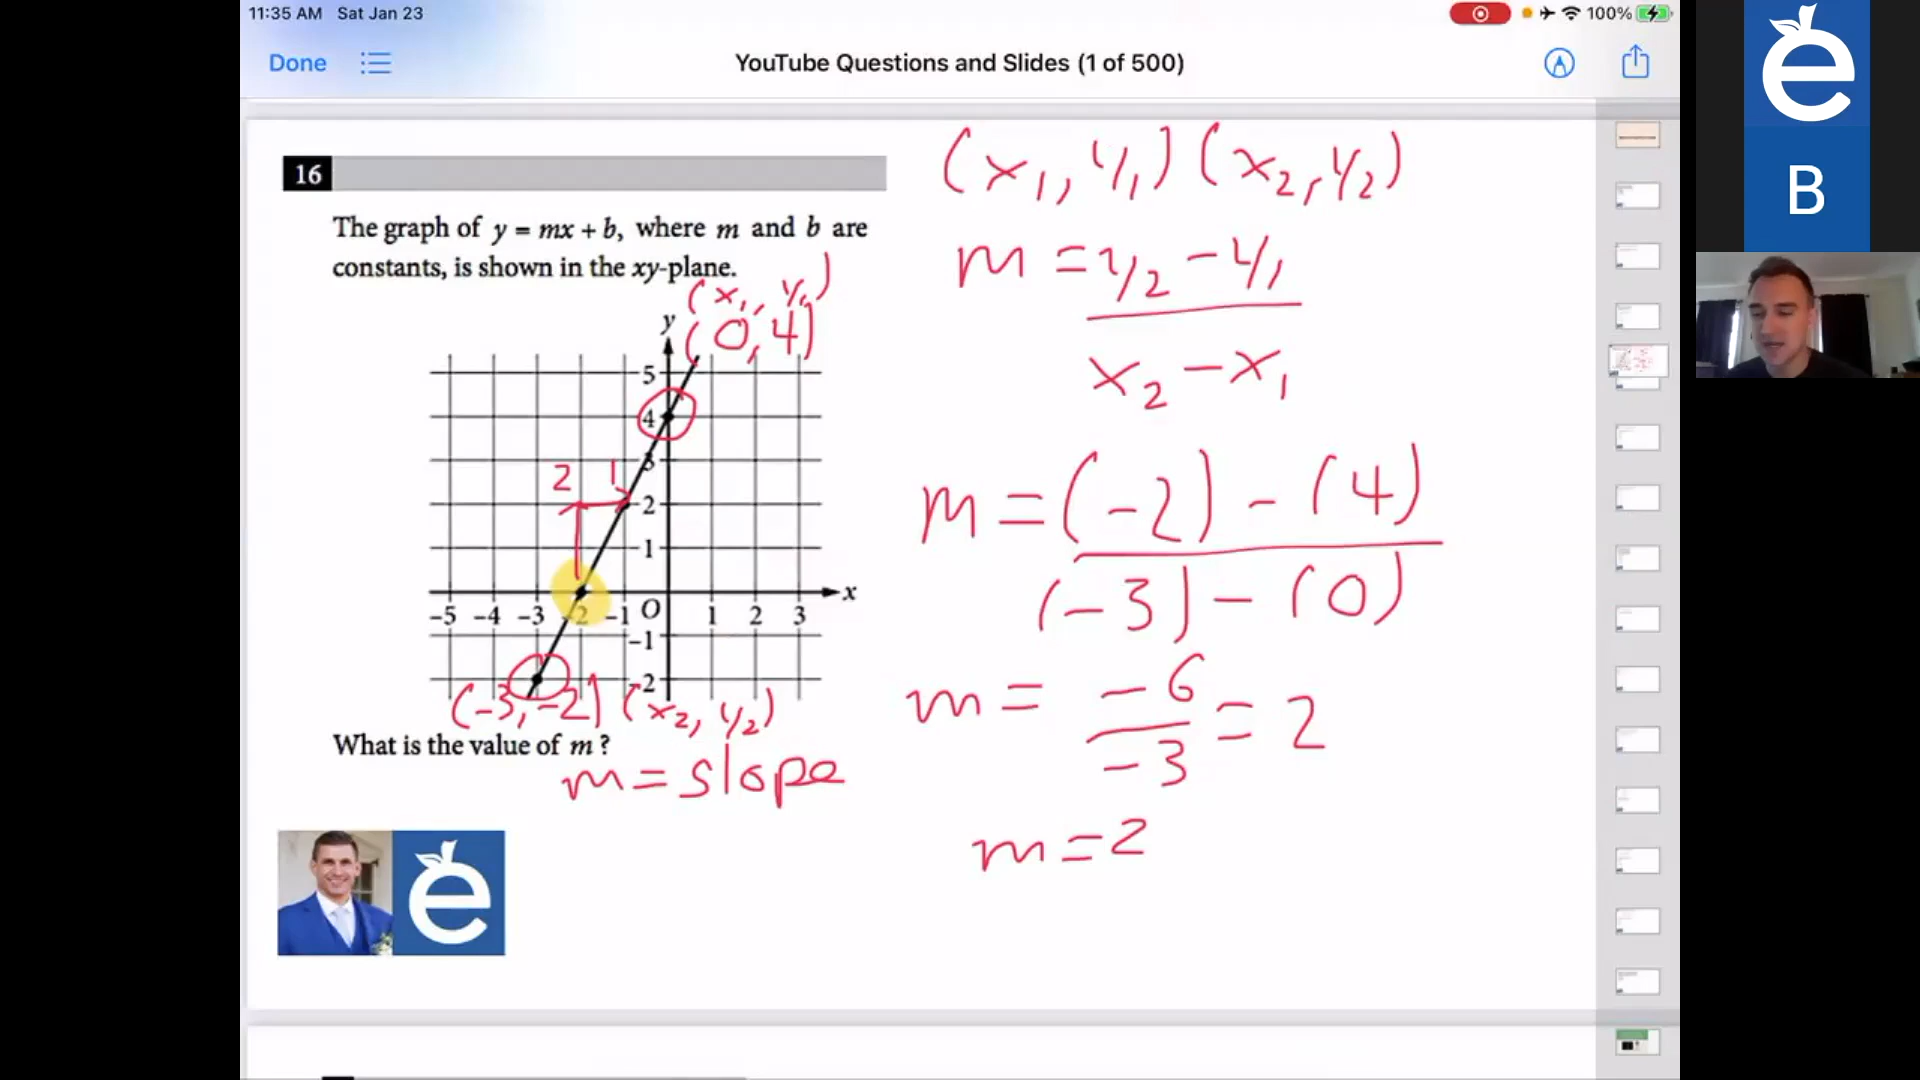 11:35 AM Sat Jan 23
100%
Done
YouTube Questions and Slides (1 of 500)
e
B
16
The graph of y = mx + b, where m and b are
constants, is shown in the xy-plane.
(x₁, y₁)
(0, 4)
y
5
4
3
2 1
2
1
x
-5 -4 -3 -2 -1 O 1 2 3
-1
-2
(-3, -2) (x₂, y₂)
What is the value of m ?
m = slope
e
(x₁, y₁) (x₂, y₂)
m = y₂ - y₁
x₂ - x₁
m = (-2) - (4)
(-3) - (0)
m = -6
-3
= 2
m = 2